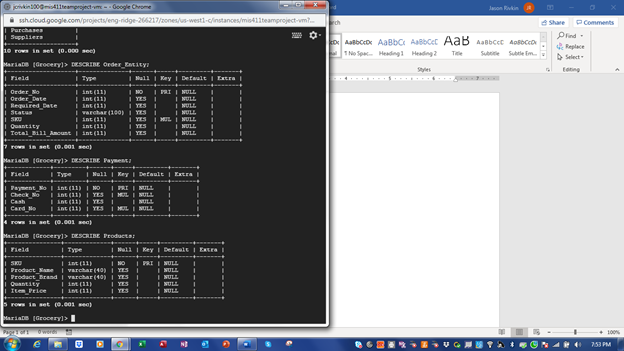 jcrivkin100@mis411teamproject-vm: ~ - Google Chrome
ssh.cloud.google.com/projects/eng-ridge-266217/zones/us-west1-c/instances/mis411teamproject-vm?...
| Purchases |
| Suppliers |
+--------------------+
10 rows in set (0.000 sec)
MariaDB [Grocery]> DESCRIBE Order_Entity;
| Field | Type | Null | Key | Default | Extra |
| Order_No | int(11) | NO | PRI | NULL | |
| Order_Date | int(11) | YES | | NULL | |
| Required_Date | int(11) | YES | | NULL | |
| Status | varchar(100) | YES | | NULL | |
| SKU | int(11) | YES | MUL | NULL | |
| Quantity | int(11) | YES | | NULL | |
| Total_Bill_Amount | int(11) | YES | | NULL | |
7 rows in set (0.001 sec)
MariaDB [Grocery]> DESCRIBE Payment;
| Field | Type | Null | Key | Default | Extra |
| Payment_No | int(11) | NO | PRI | NULL | |
| Check_No | int(11) | YES | MUL | NULL | |
| Cash | int(11) | YES | | NULL | |
| Card_No | int(11) | YES | MUL | NULL | |
4 rows in set (0.001 sec)
MariaDB [Grocery]> DESCRIBE Products;
| Field | Type | Null | Key | Default | Extra |
| SKU | int(11) | NO | PRI | NULL | |
| Product_Name | varchar(40) | YES | | NULL | |
| Product_Brand | varchar(40) | YES | | NULL | |
| Quantity | int(11) | YES | | NULL | |
| Item_Price | int(11) | YES | | NULL | |
5 rows in set (0.001 sec)
MariaDB [Grocery]>
Word
Jason Rivkin JR
Share Comments
AaBbCcDc AaBbCc AaBbCcC AaB AaBbCcC AaBbCcDc
¶ No Spac... Heading 1 Heading 2 Title Subtitle Subtle Em...
Styles
Find
Replace
Select
Editing
Page 1 of 1 0 words
100%
7:53 PM